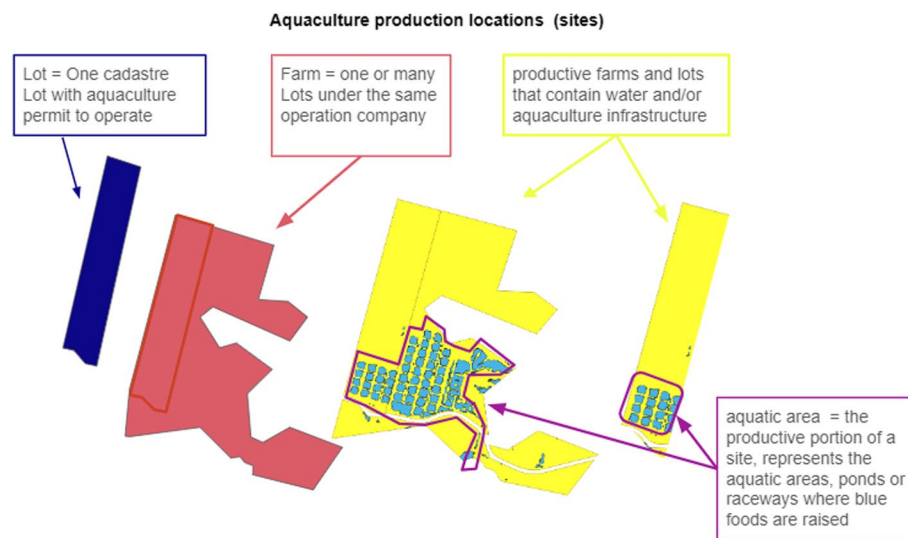 Aquaculture production locations (sites)
Lot = One cadastre
Lot with aquaculture
permit to operate
Farm = one or many
Lots under the same
operation company
productive farms and lots
that contain water and/or
aquaculture infrastructure
aquatic area = the
productive portion of a
site, represents the
aquatic areas, ponds or
raceways where blue
foods are raised